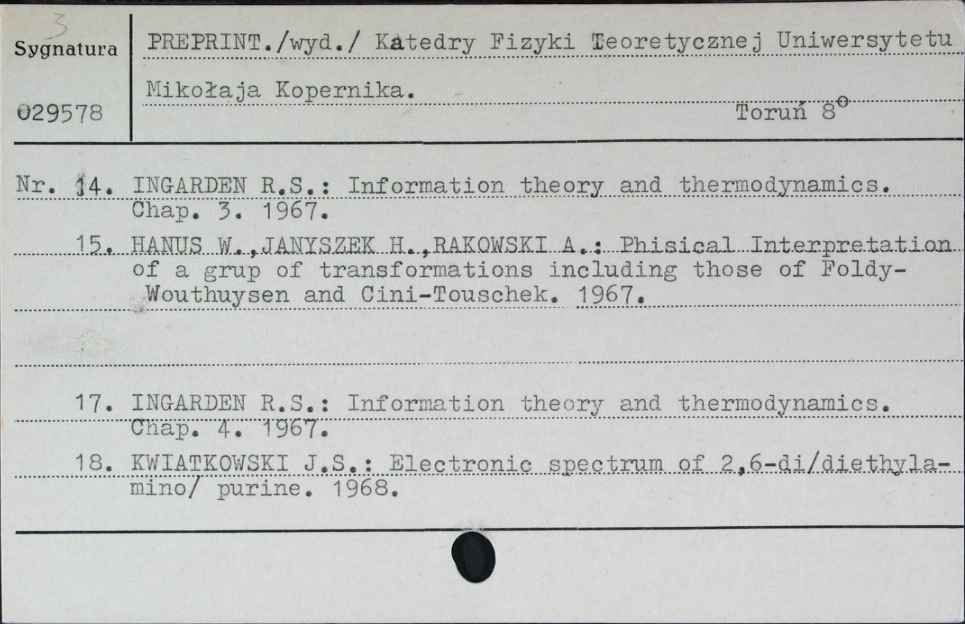 3
Sygnatura
PREPRINT./wyd./ Katedry Fizyki Teoretycznej Uniwersytetu
Mikołaja Kopernika.
029578
Toruń 8°
Nr. 14. INGARDEN R.S.: Information theory and thermodynamics.
Chap. 3. 1967.
15. HANUS W.,JANYSZEK H.,RAKOWSKI A.: Phisical Interpretation
of a grup of transformations including those of Foldy-
Wouthuysen and Cini-Touschek. 1967.
17. INGARDEN R.S.: Information theory and thermodynamics.
Chap. 4. 1967.
18. KWIATKOWSKI J.S.: Electronic spectrum of 2,6-di/diethyla-
mino/ purine. 1968.